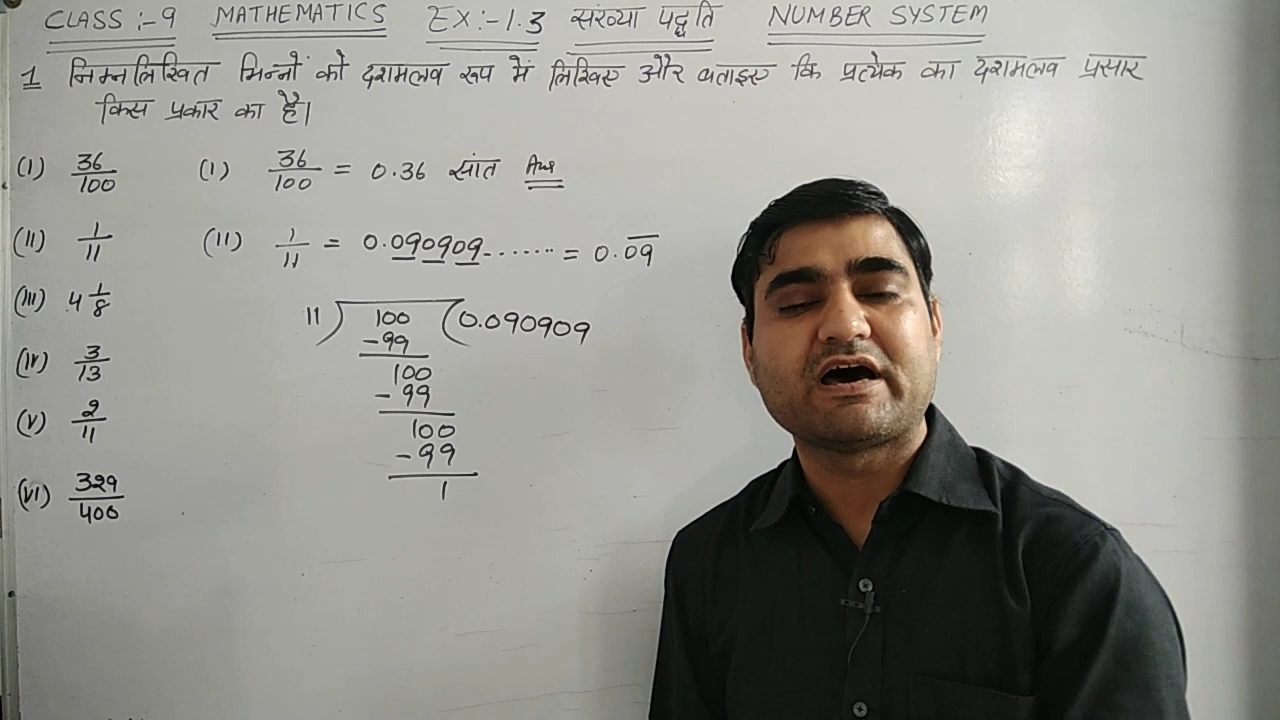 CLASS :- 9 MATHEMATICS EX:- 1.3 संख्या पद्धति NUMBER SYSTEM
1 निम्नलिखित भिन्नों को दशमलव रूप में लिखिए और बताइए कि प्रत्येक का दशमलव प्रसार
किस प्रकार का है।
(I) 36/100 (I) 36/100 = 0.36 सांत Ans
(II) 1/11 (II) 1/11 = 0.090909....... = 0.0̅9̅
(III) 4 1/8
11) 100 (0.090909
-99
100
-99
100
-99
1
(IV) 3/13
(V) 2/11
(VI) 329/400